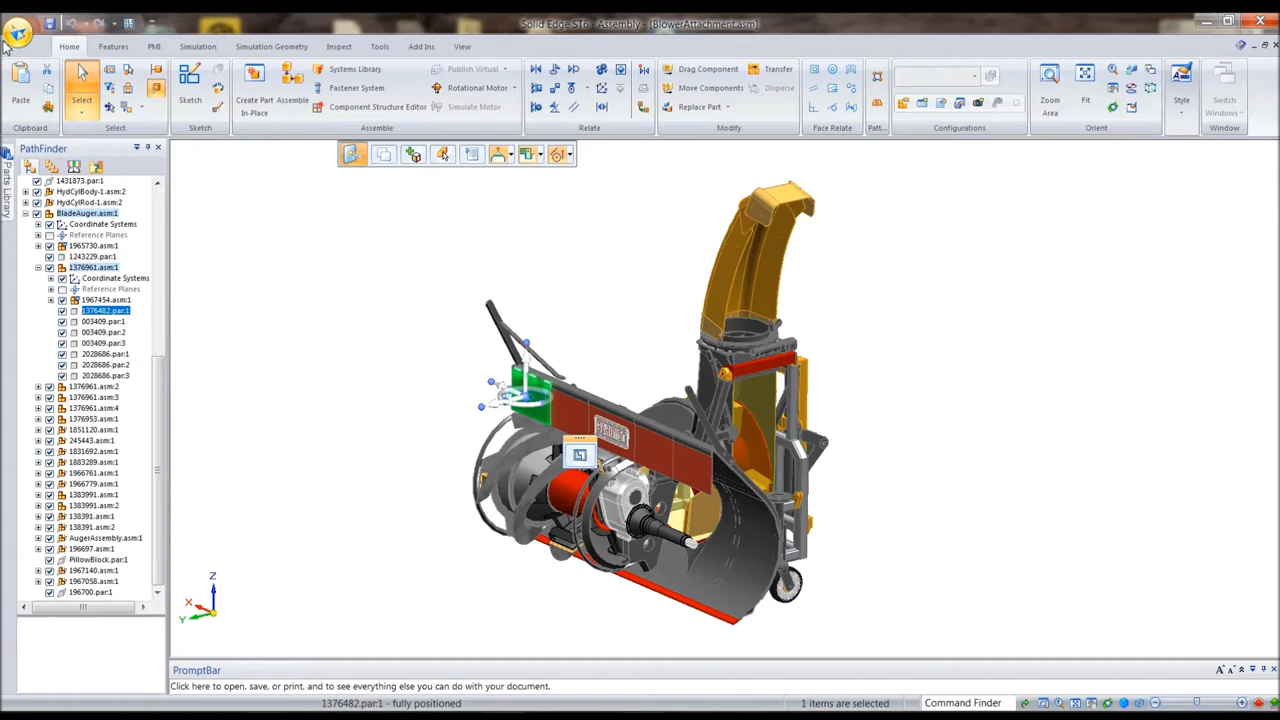 Solid Edge ST6 - Assembly - [BlowerAttachment.asm]
Home Features PMI Simulation Simulation Geometry Inspect Tools Add Ins View
Paste
Clipboard
Select
Select
Sketch
Sketch
Create Part In-Place
Assemble
Systems Library
Fastener System
Component Structure Editor
Publish Virtual
Rotational Motor
Simulate Motor
Assemble
Relate
Drag Component
Move Components
Replace Part
Transfer
Disperse
Modify
Face Relate
Patt...
Configurations
Zoom Area
Fit
Orient
Style
Switch Windows
Window
Parts Library
PathFinder
1431873.par:1
HydCylBody-1.asm:2
HydCylRod-1.asm:2
BladeAuger.asm:1
Coordinate Systems
Reference Planes
1965730.asm:1
1243229.par:1
1376961.asm:1
Coordinate Systems
Reference Planes
1967454.asm:1
1376482.par:1
003409.par:1
003409.par:2
003409.par:3
2028686.par:1
2028686.par:2
2028686.par:3
1376961.asm:2
1376961.asm:3
1376961.asm:4
1376953.asm:1
1851120.asm:1
245443.asm:1
1831692.asm:1
1883289.asm:1
1966761.asm:1
1966779.asm:1
1383991.asm:1
1383991.asm:2
138391.asm:1
138391.asm:2
AugerAssembly.asm:1
196697.asm:1
PillowBlock.par:1
1967140.asm:1
1967058.asm:1
196700.par:1
Z
X
Y
PromptBar
Click here to open, save, or print, and to see everything else you can do with your document.
1376482.par:1 - fully positioned
1 items are selected
Command Finder